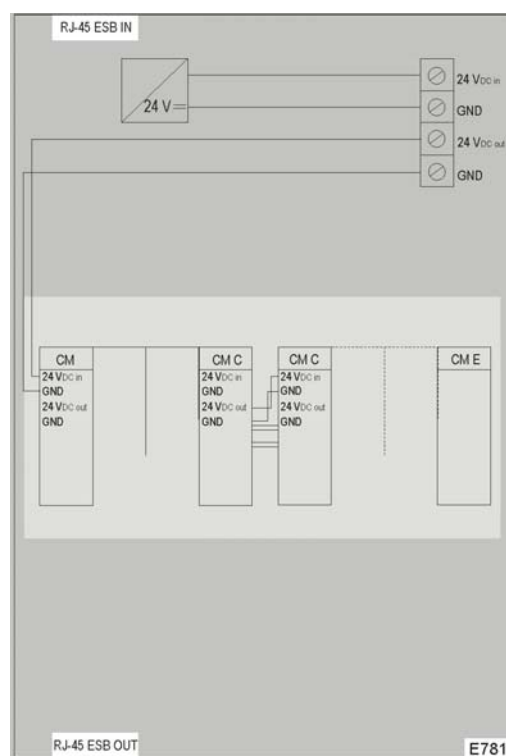 RJ-45 ESB IN
24 V
24 VDC in
GND
24 VDC out
GND
CM
24 VDC in
GND
24 VDC out
GND
CM C
24 VDC in
GND
24 VDC out
GND
CM C
24 VDC in
GND
24 VDC out
GND
CM E
RJ-45 ESB OUT
E781